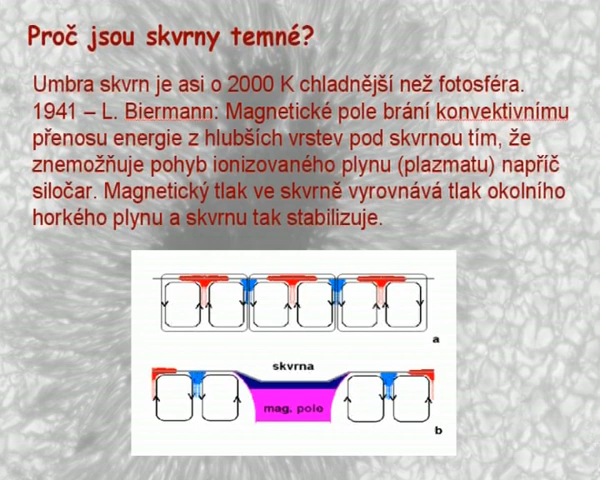 Proč jsou skvrny temné?
Umbra skvrn je asi o 2000 K chladnější než fotosféra.
1941 – L. Biermann: Magnetické pole brání konvektivnímu
přenosu energie z hlubších vrstev pod skvrnou tím, že
znemožňuje pohyb ionizovaného plynu (plazmatu) napříč
siločar. Magnetický tlak ve skvrně vyrovnává tlak okolního
horkého plynu a skvrnu tak stabilizuje.
a
skvrna
mag. pole
b